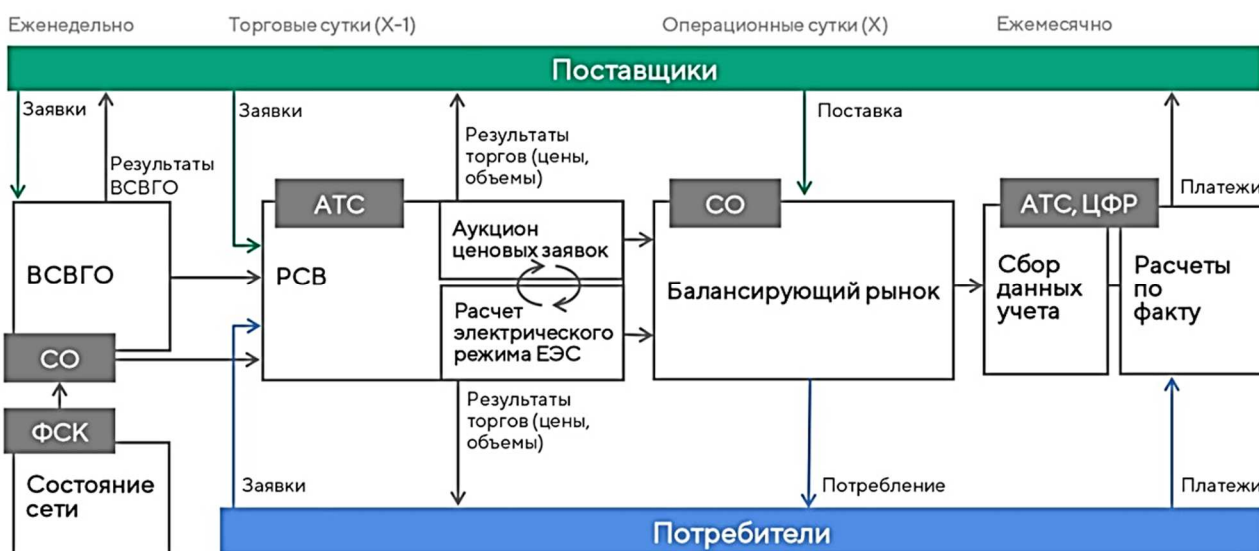 Еженедельно
Торговые сутки (X-1)
Операционные сутки (X)
Ежемесячно
Поставщики
Заявки
Результаты
ВСВГО
Заявки
Результаты
торгов (цены,
объемы)
Поставка
Платежи
ВСВГО
СО
ФСК
Состояние
сети
АТС
РСВ
Аукцион
ценовых заявок
Расчет
электрического
режима ЕЭС
СО
Балансирующий рынок
АТС, ЦФР
Сбор
данных
учета
Расчеты
по
факту
Заявки
Результаты
торгов (цены,
объемы)
Потребление
Платежи
Потребители